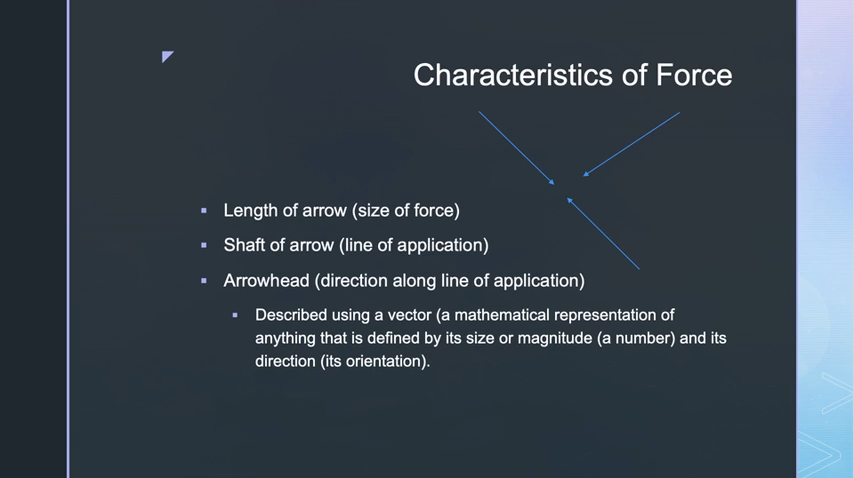 Characteristics of Force
▪ Length of arrow (size of force)
▪ Shaft of arrow (line of application)
▪ Arrowhead (direction along line of application)
▪ Described using a vector (a mathematical representation of
anything that is defined by its size or magnitude (a number) and its
direction (its orientation).